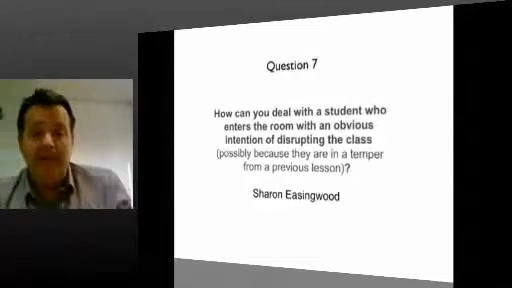 Question 7
How can you deal with a student who
enters the room with an obvious
intention of disrupting the class
(possibly because they are in a temper
from a previous lesson)?
Sharon Easingwood